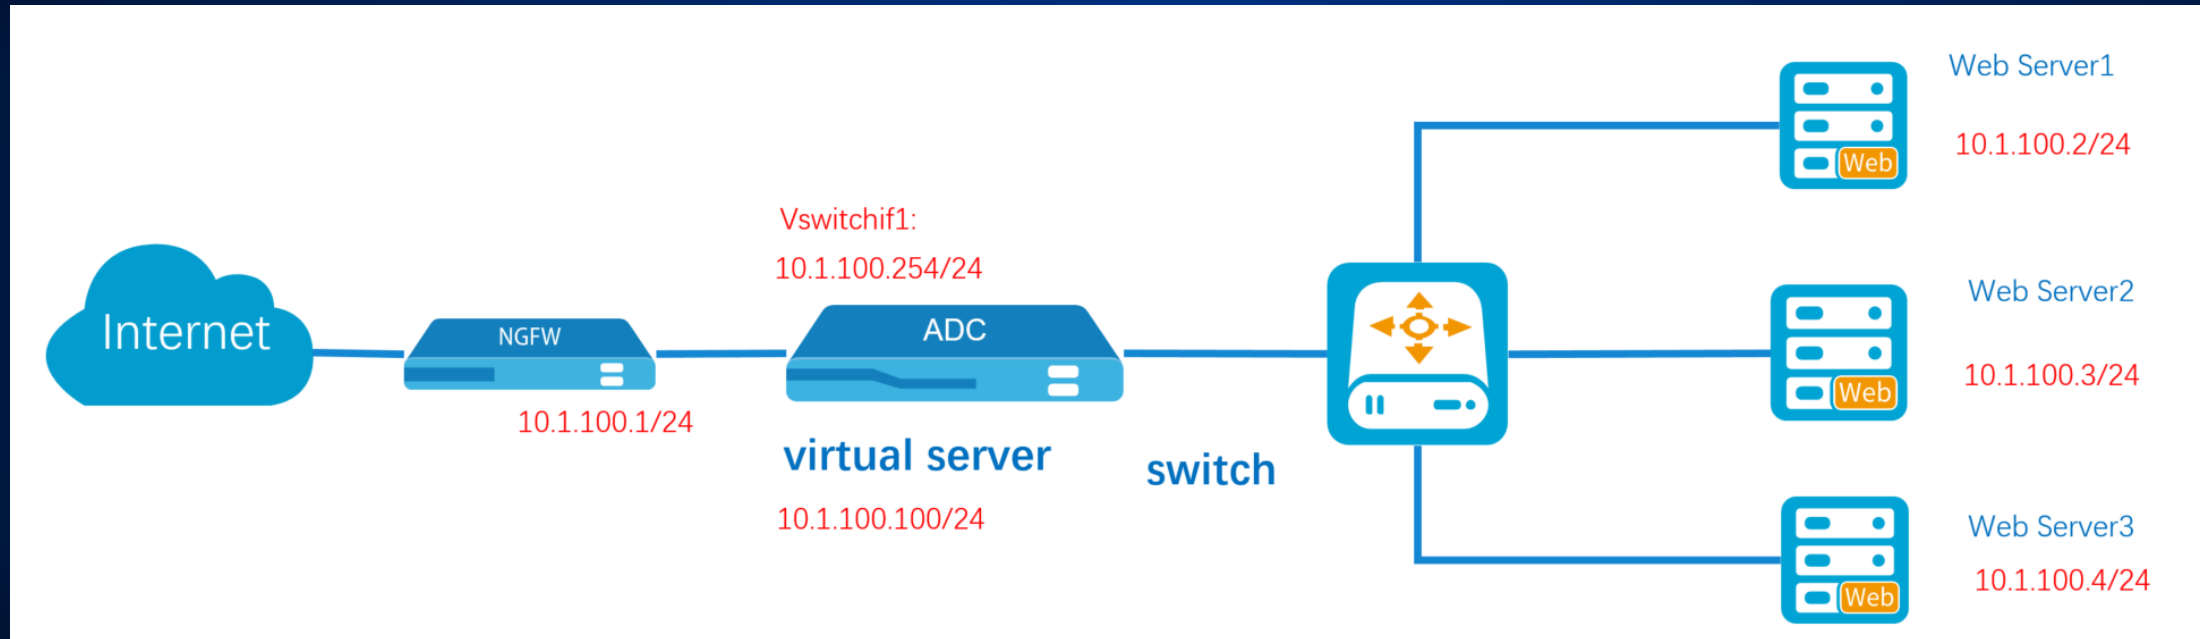 Internet
NGFW
10.1.100.1/24
Vswitchif1:
10.1.100.254/24
ADC
virtual server
10.1.100.100/24
switch
Web Server1
10.1.100.2/24
Web
Web Server2
10.1.100.3/24
Web
Web Server3
10.1.100.4/24
Web